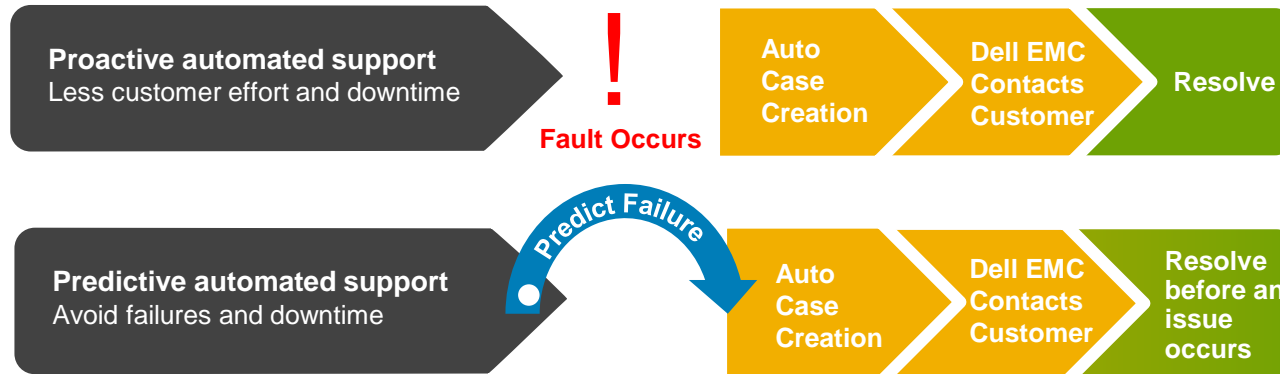 Proactive automated support
Less customer effort and downtime
!
Fault Occurs
Auto
Case
Creation
Dell EMC
Contacts
Customer
Resolve
Predictive automated support
Avoid failures and downtime
Predict Failure
Auto
Case
Creation
Dell EMC
Contacts
Customer
Resolve
before an
issue
occurs